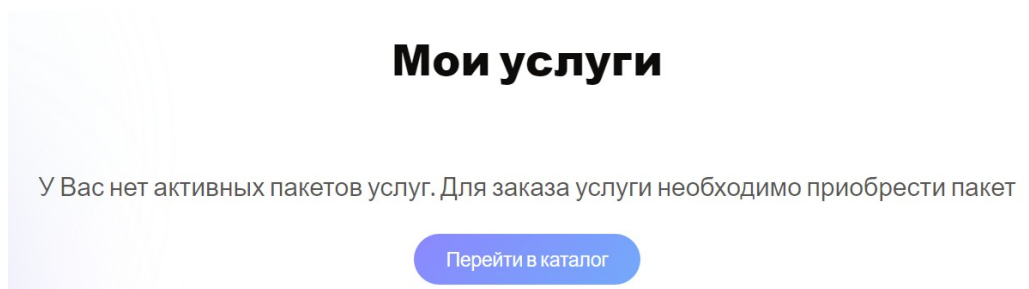 Мои услуги
У Вас нет активных пакетов услуг. Для заказа услуги необходимо приобрести пакет
Перейти в каталог